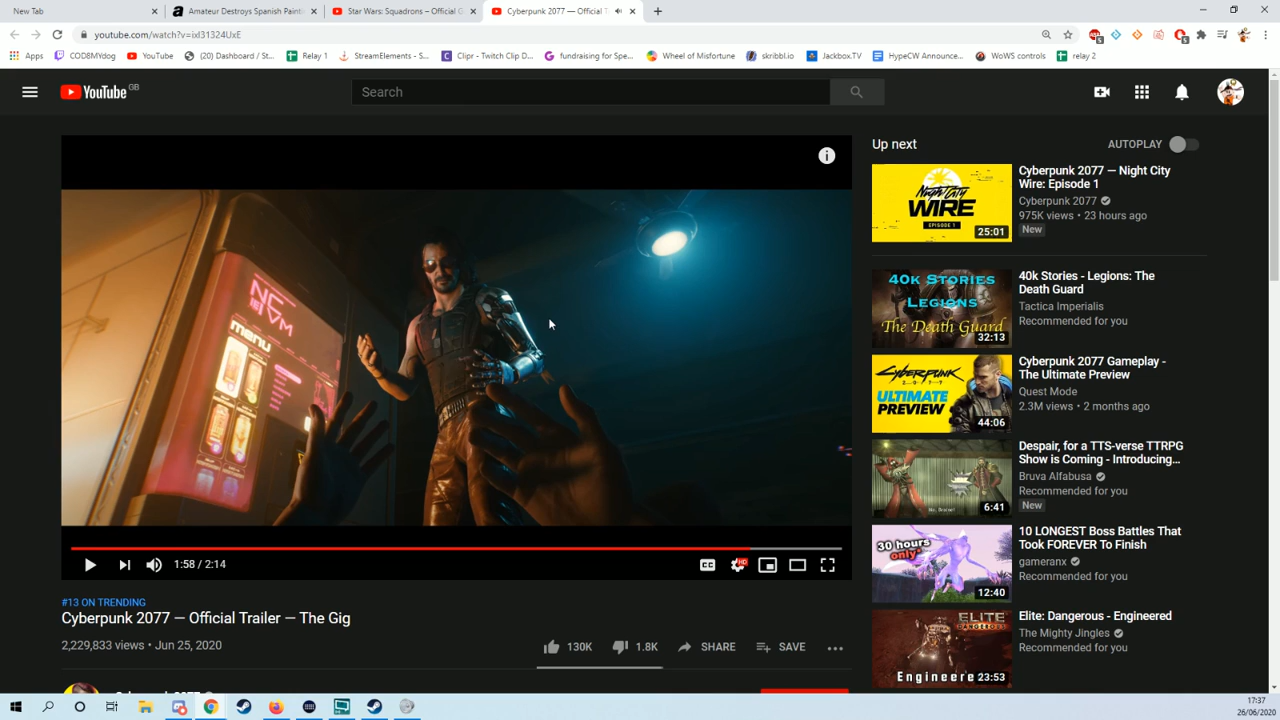 New Tab
Amateur Destroys Spanish Painti
Star Wars: Squadrons – Official G
Cyberpunk 2077 — Official T
youtube.com/watch?v=ixI31324UxE
Apps
COD8MYdog
YouTube
(20) Dashboard / St...
Relay 1
StreamElements - S...
Clipr - Twitch Clip D...
fundraising for Spe...
Wheel of Misfortune
skribbl.io
Jackbox.TV
HypeCW Announce...
WoWS controls
relay 2
YouTube GB
Search
Up next
AUTOPLAY
NIGHT CITY
WIRE
EPISODE 1
25:01
Cyberpunk 2077 — Night City
Wire: Episode 1
Cyberpunk 2077
975K views • 23 hours ago
New
40K STORIES
LEGIONS
The Death Guard
32:13
40k Stories - Legions: The
Death Guard
Tactica Imperialis
Recommended for you
CYBERPUNK
2077
ULTIMATE
PREVIEW
44:06
Cyberpunk 2077 Gameplay -
The Ultimate Preview
Quest Mode
2.3M views • 2 months ago
6:41
Despair, for a TTS-verse TTRPG
Show is Coming - Introducing...
Bruva Alfabusa
Recommended for you
New
30 hours
only*
12:40
10 LONGEST Boss Battles That
Took FOREVER To Finish
gameranx
Recommended for you
ELITE
DANGEROUS
Engineere
23:53
Elite: Dangerous - Engineered
The Mighty Jingles
Recommended for you
menu
1:58 / 2:14
CC
HD
#13 ON TRENDING
Cyberpunk 2077 — Official Trailer — The Gig
2,229,833 views • Jun 25, 2020
130K
1.8K
SHARE
SAVE
17:37
26/06/2020